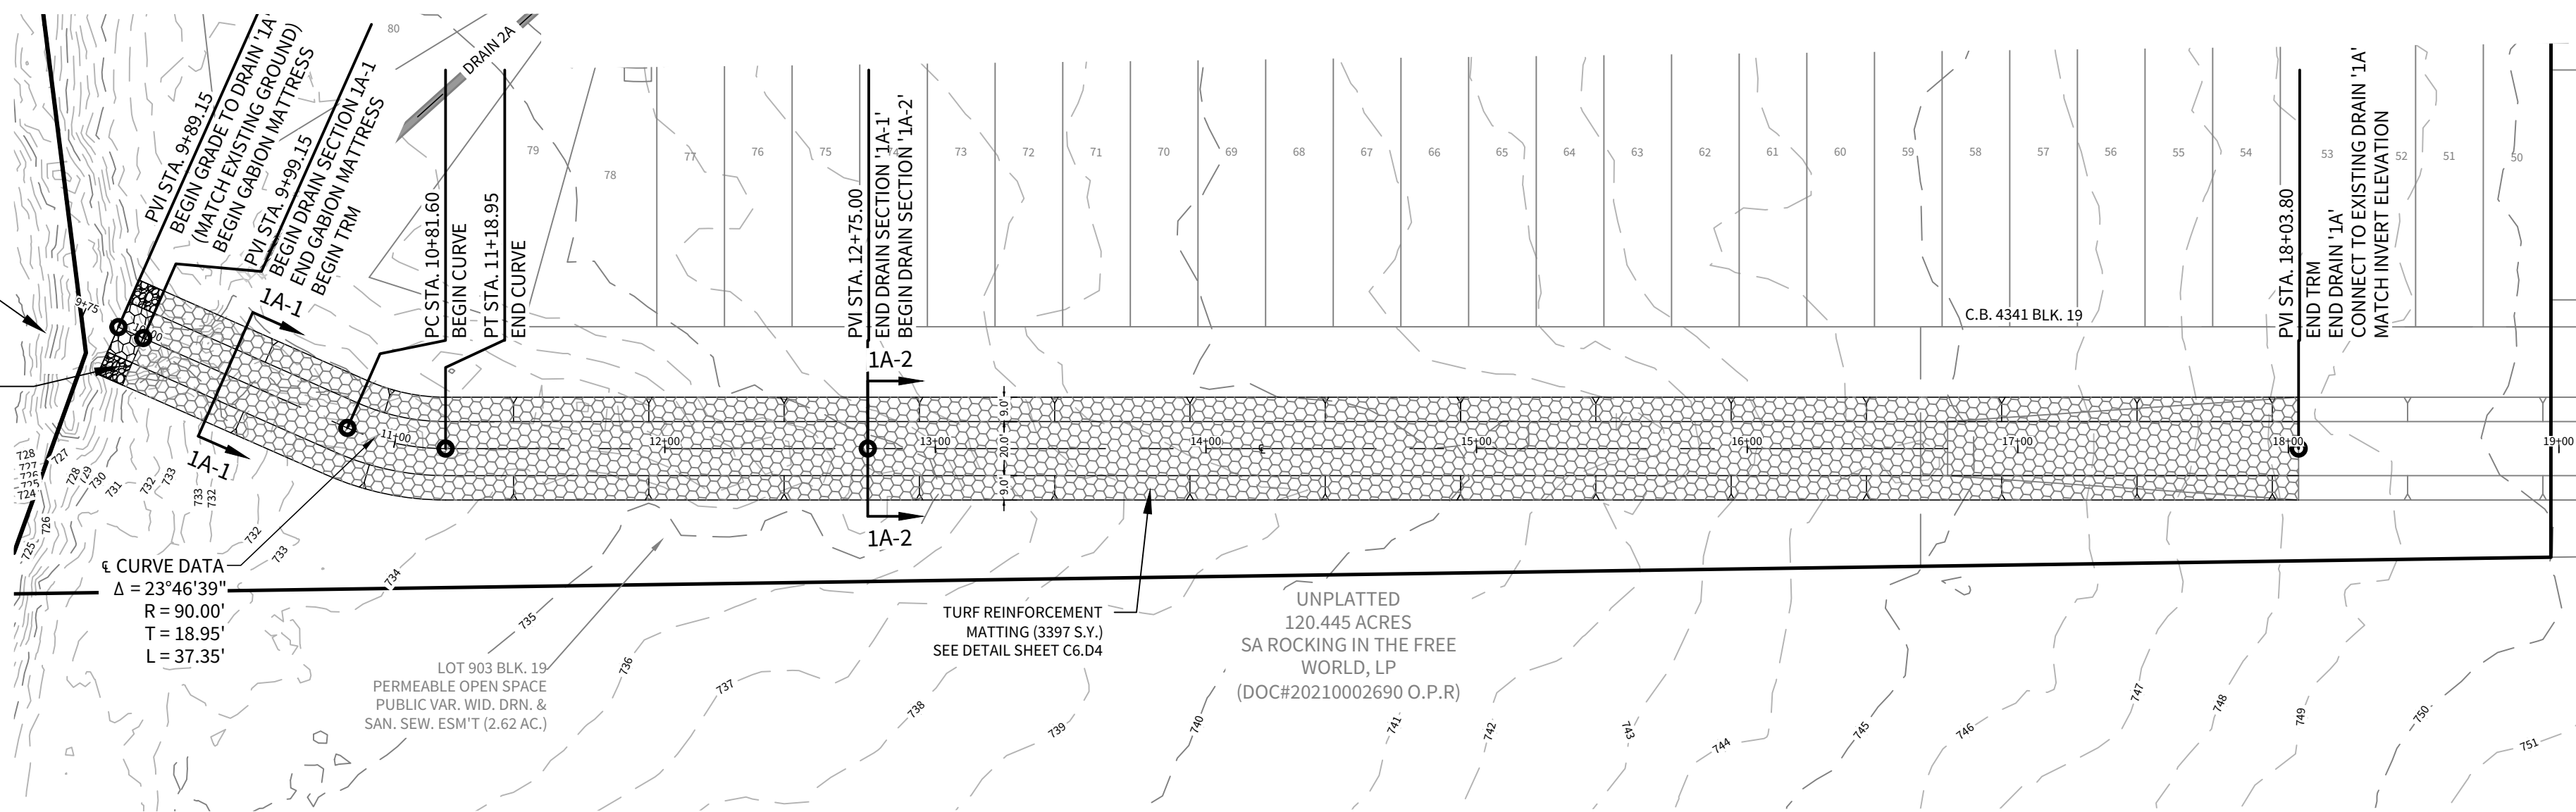 PVI STA. 9+89.15
BEGIN GRADE TO DRAIN '1A'
(MATCH EXISTING GROUND)
BEGIN GABION MATTRESS
PVI STA. 9+99.15
BEGIN DRAIN SECTION 1A-1
END GABION MATTRESS
BEGIN TRM
80
DRAIN 2A
PC STA. 10+81.60
BEGIN CURVE
PT STA. 11+18.95
END CURVE
79
78
77
76
75
74
PVI STA. 12+75.00
END DRAIN SECTION '1A-1'
BEGIN DRAIN SECTION '1A-2'
73
72
71
70
69
68
67
66
65
64
63
62
61
60
59
58
57
56
55
54
53
52
51
50
PVI STA. 18+03.80
END TRM
END DRAIN '1A'
CONNECT TO EXISTING DRAIN '1A'
MATCH INVERT ELEVATION
C.B. 4341 BLK. 19
9+75
1A-1
1A-1
1A-2
1A-2
11+00
12+00
13+00
14+00
15+00
16+00
17+00
18+00
19+00
9.0'
20.0'
9.0'
℄
728
727
726
725
724
727
728
729
730
731
732
733
733
732
726
725
732
733
734
735
736
737
738
739
740
741
742
743
744
745
746
747
748
749
750
751
℄ CURVE DATA
Δ = 23°46'39"
R = 90.00'
T = 18.95'
L = 37.35'
LOT 903 BLK. 19
PERMEABLE OPEN SPACE
PUBLIC VAR. WID. DRN. &
SAN. SEW. ESM'T (2.62 AC.)
TURF REINFORCEMENT
MATTING (3397 S.Y.)
SEE DETAIL SHEET C6.D4
UNPLATTED
120.445 ACRES
SA ROCKING IN THE FREE
WORLD, LP
(DOC#20210002690 O.P.R)